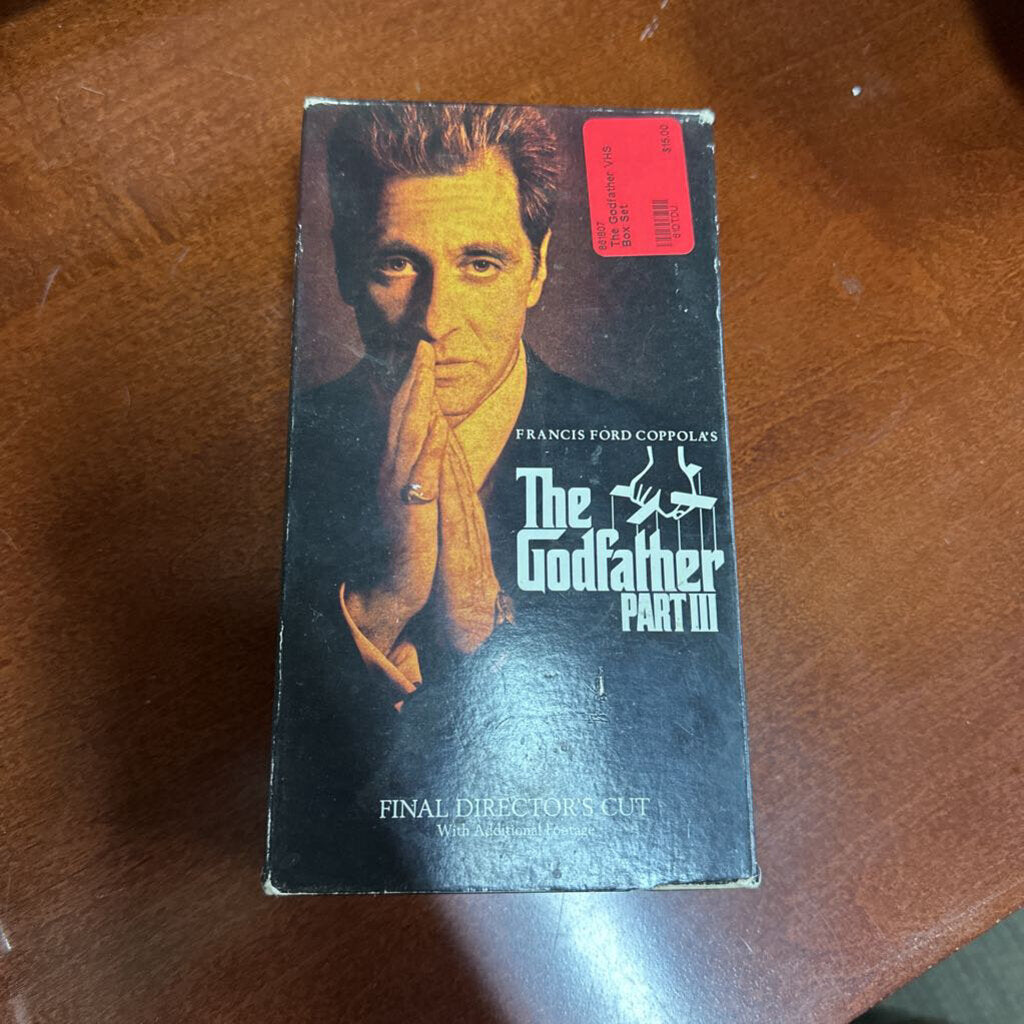 861807
The Godfather VHS
Box Set
$15.00
FRANCIS FORD COPPOLA'S
The
Godfather
PART III
FINAL DIRECTOR'S CUT
With Additional Footage